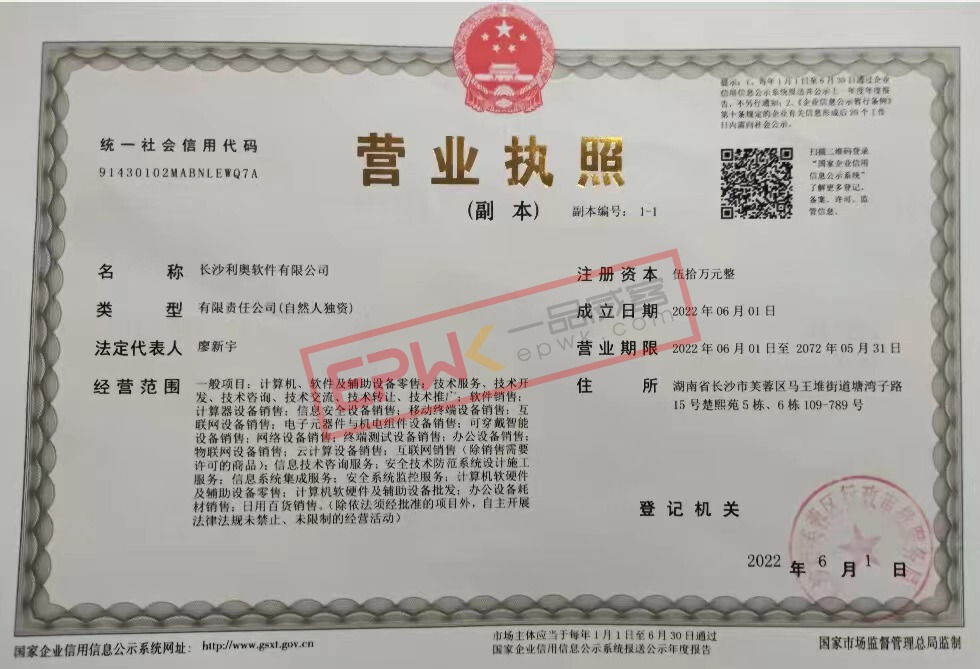 提示：1、每年1月1日至6月30日通过企业
信用信息公示系统报送并公示上一年度年度报
告，不另行通知；2、《企业信息公示暂行条例》
第十条规定的企业有关信息形成后20个工作
日内需向社会公示。
统一社会信用代码
91430102MABNLEWQ7A
营业执照
(副 本)
副本编号： 1-1
扫描二维码登录
“国家企业信用
信息公示系统”
了解更多登记、
备案、许可、监
管信息。
名 称 长沙利奥软件有限公司
类 型 有限责任公司(自然人独资)
法定代表人 廖新宇
经营范围 一般项目：计算机、软件及辅助设备零售；技术服务、技术开
发、技术咨询、技术交流、技术转让、技术推广；软件销售；
计算器设备销售；信息安全设备销售；移动终端设备销售；互
联网设备销售；电子元器件与机电组件设备销售；可穿戴智能
设备销售；网络设备销售；终端测试设备销售；办公设备销售；
物联网设备销售；云计算设备销售；互联网销售（除销售需要
许可的商品）；信息技术咨询服务；安全技术防范系统设计施工
服务；信息系统集成服务；安全系统监控服务；计算机软硬件
及辅助设备零售；计算机软硬件及辅助设备批发；办公设备耗
材销售；日用百货销售。（除依法须经批准的项目外，自主开展
法律法规未禁止、未限制的经营活动）
注册资本 伍拾万元整
成立日期 2022年06月01日
营业期限 2022年06月01日至 2072年05月31日
住 所 湖南省长沙市芙蓉区马王堆街道塘湾子路
15号楚熙苑5栋、6栋109-789号
EPWK 一品威客
epwk.com
登记机关
2022 年 6 月 1 日
国家企业信用信息公示系统网址： http://www.gsxt.gov.cn
市场主体应当于每年1月1日至6月30日通过
国家企业信用信息公示系统报送公示年度报告
国家市场监督管理总局监制